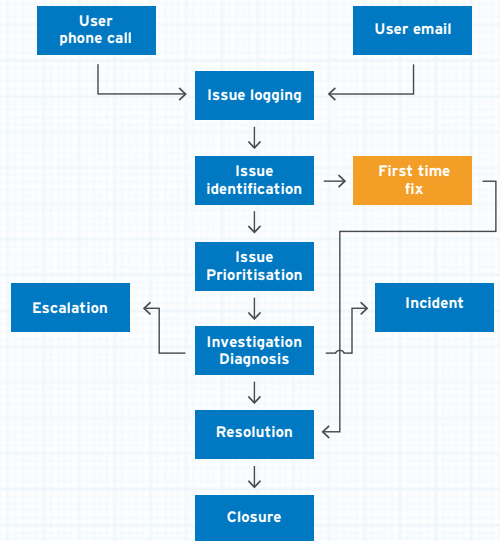 User
phone call
User email
Issue logging
Issue
identification
First time
fix
Issue
Prioritisation
Escalation
Incident
Investigation
Diagnosis
Resolution
Closure